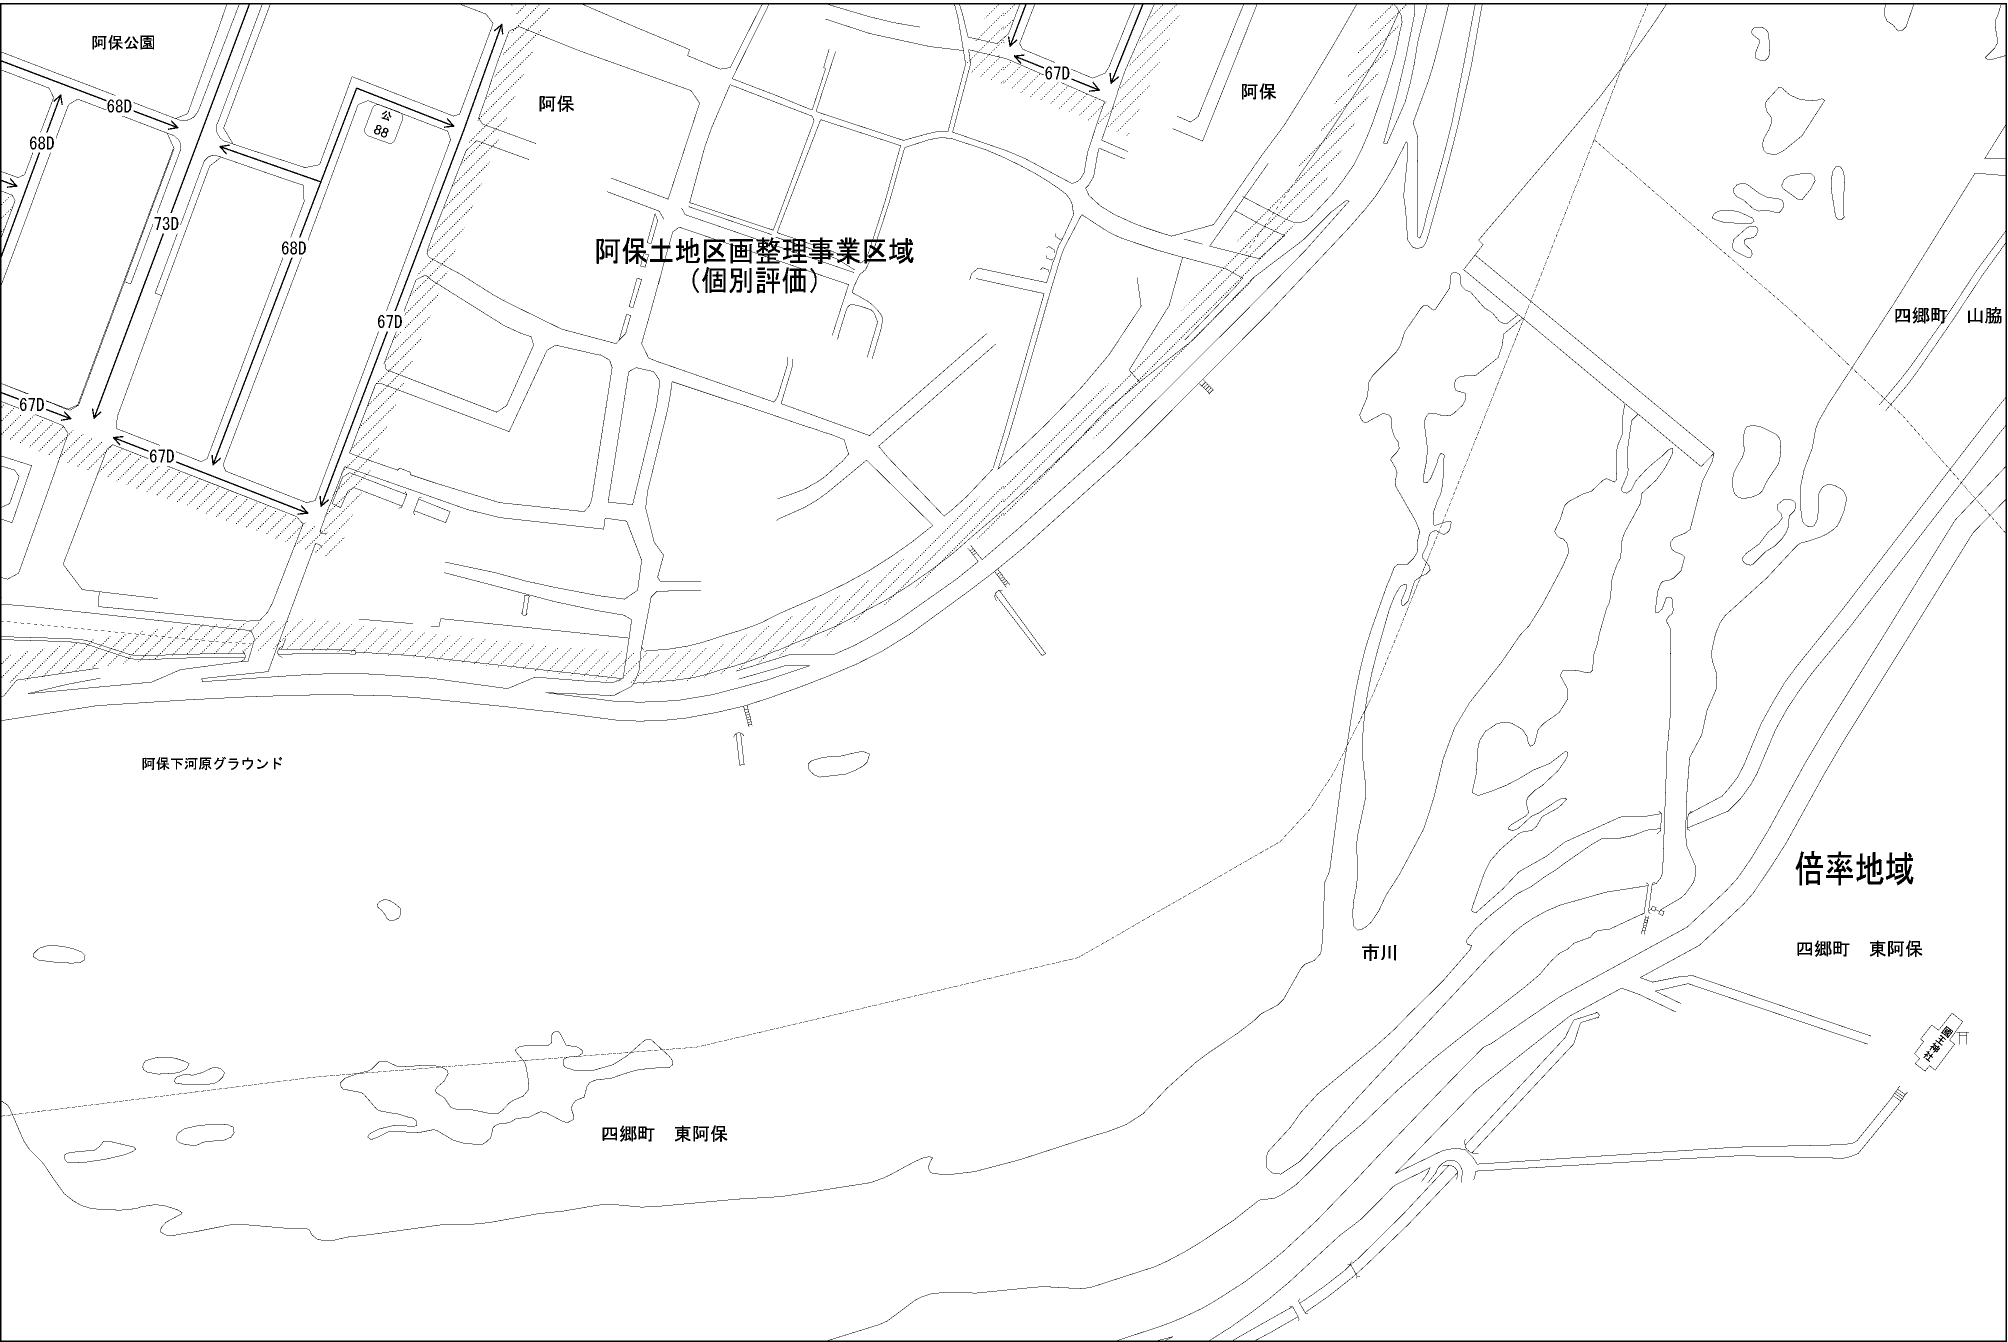 阿保公園
67D
阿保
阿保
68D
公
88
68D
73D
68D
阿保土地区画整理事業区域
（個別評価）
67D
四郷町　山脇
67D
67D
阿保下河原グラウンド
倍率地域
市川
四郷町　東阿保
四郷町　東阿保